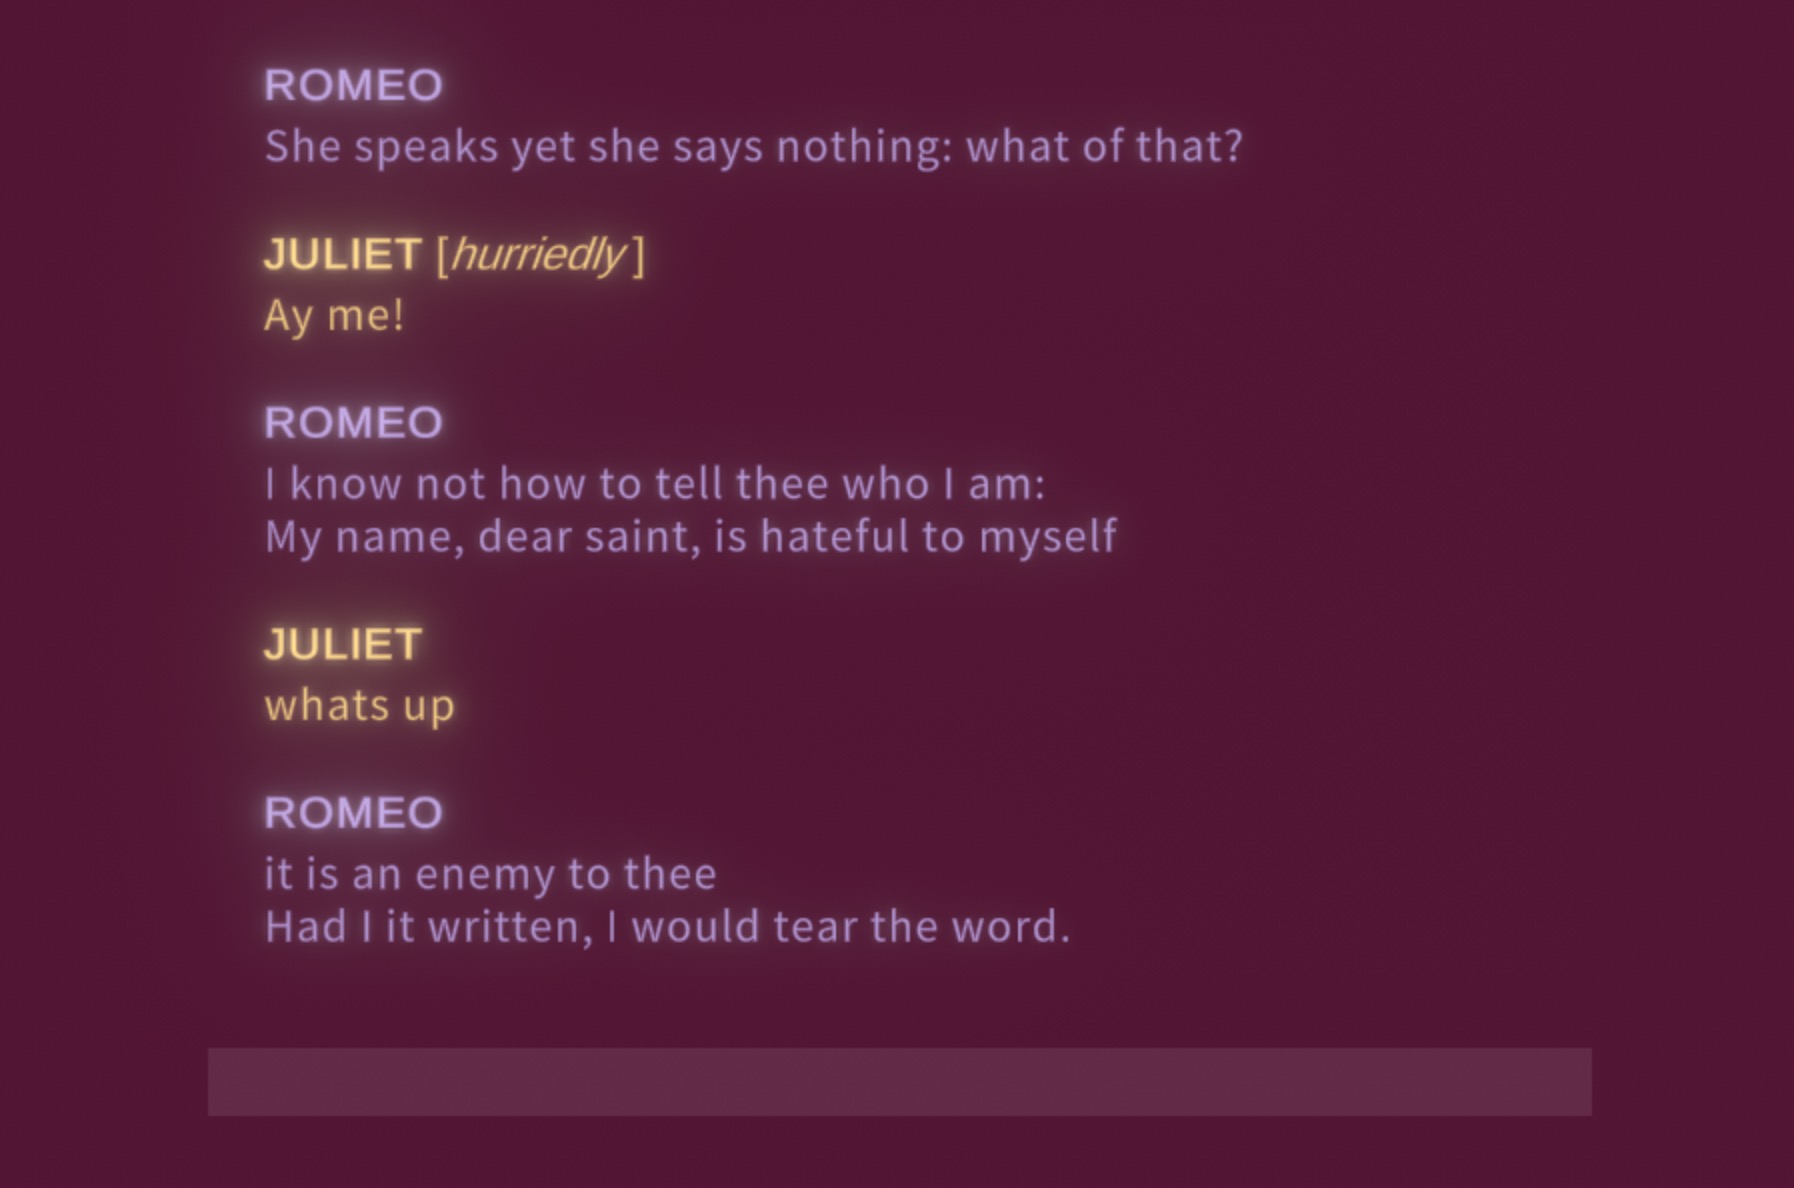 ROMEO
She speaks yet she says nothing: what of that?
JULIET [hurriedly]
Ay me!
ROMEO
I know not how to tell thee who I am:
My name, dear saint, is hateful to myself
JULIET
whats up
ROMEO
it is an enemy to thee
Had I it written, I would tear the word.